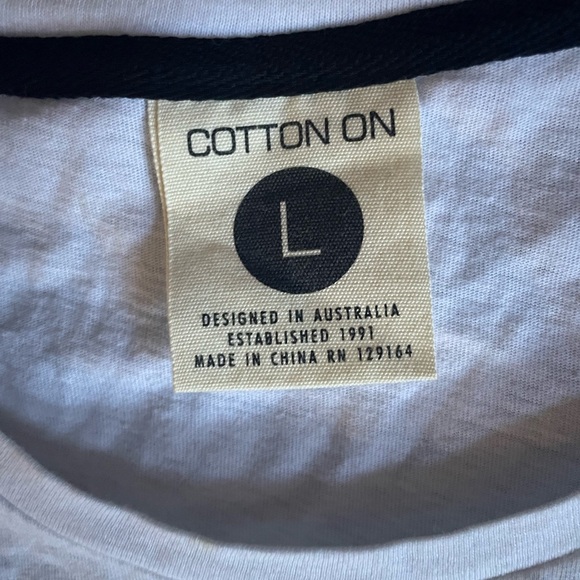 COTTON ON
L
DESIGNED IN AUSTRALIA
ESTABLISHED 1991
MADE IN CHINA RN 129164